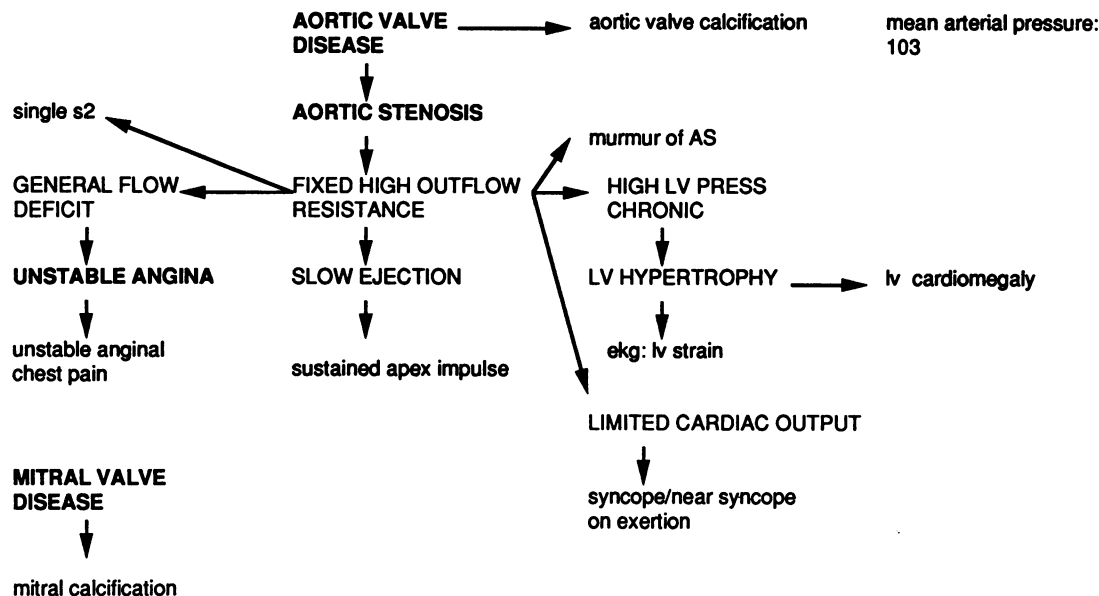 AORTIC VALVE
DISEASE
aortic valve calcification
mean arterial pressure:
103
single s2
AORTIC STENOSIS
murmur of AS
GENERAL FLOW
DEFICIT
FIXED HIGH OUTFLOW
RESISTANCE
HIGH LV PRESS
CHRONIC
UNSTABLE ANGINA
SLOW EJECTION
LV HYPERTROPHY
lv cardiomegaly
unstable anginal
chest pain
sustained apex impulse
ekg: lv strain
LIMITED CARDIAC OUTPUT
MITRAL VALVE
DISEASE
syncope/near syncope
on exertion
mitral calcification